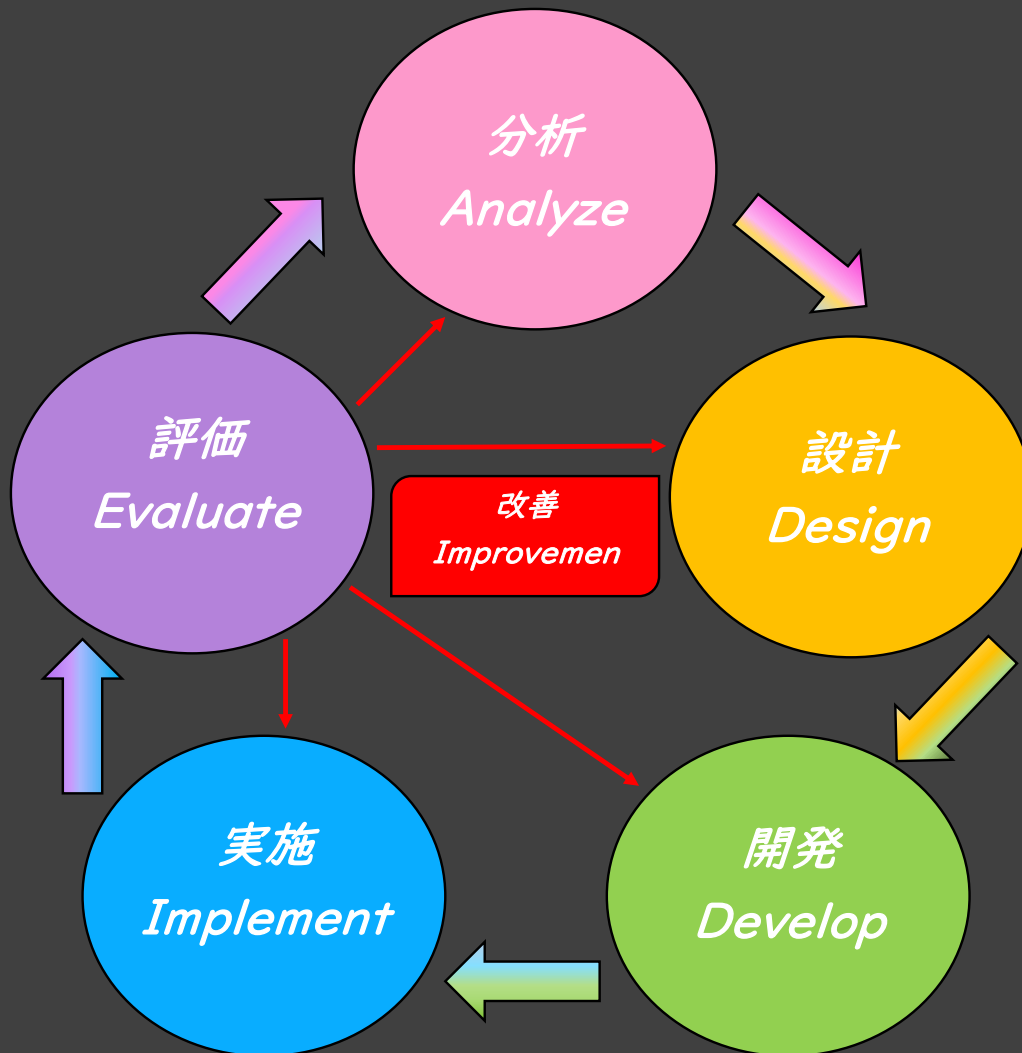 分析
Analyze
評価
Evaluate
設計
Design
改善
Improvemen
実施
Implement
開発
Develop